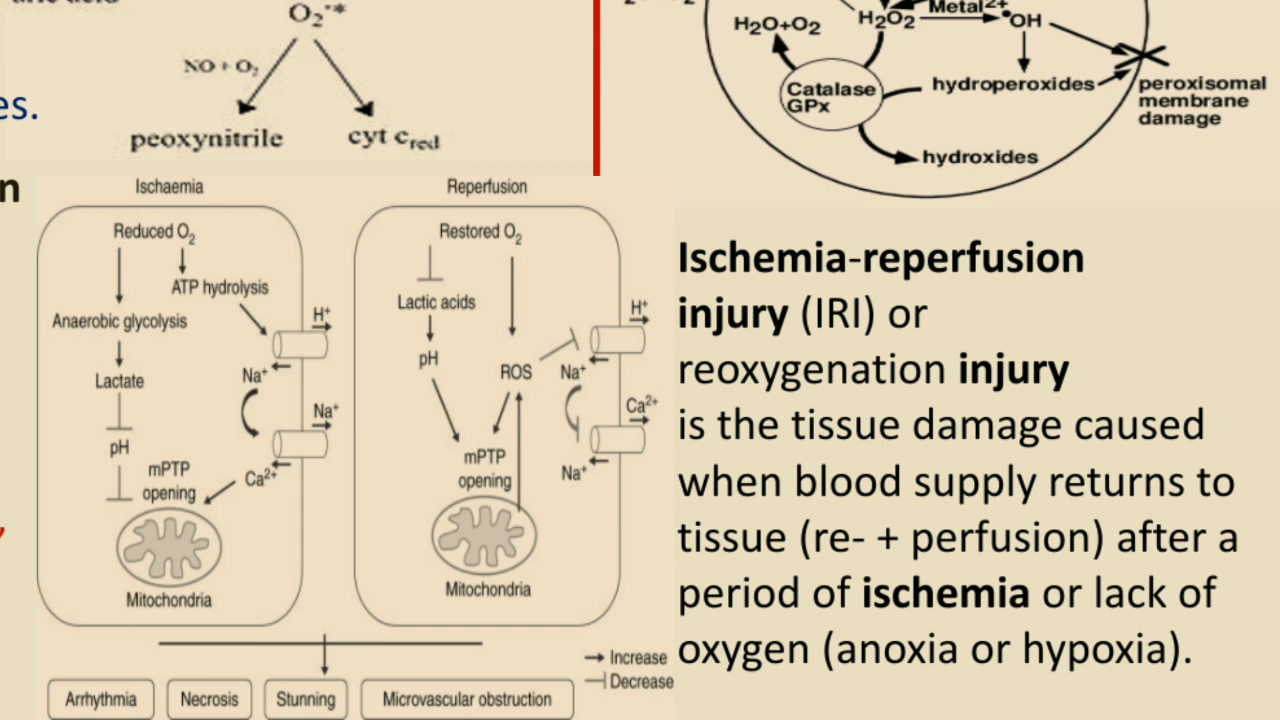 O₂⁻*
NO + O₂
peoxynitrile
cyt c_red
es.
n
Metal²⁺
H₂O+O₂
H₂O₂
•OH
Catalase
GPx
hydroperoxides
peroxisomal
membrane
damage
hydroxides
Ischaemia
Reduced O₂
ATP hydrolysis
Anaerobic glycolysis
H⁺
Lactate
Na⁺
Na⁺
pH
mPTP
opening
Ca²⁺
Mitochondria
Reperfusion
Restored O₂
Lactic acids
H⁺
pH
ROS
Na⁺
Ca²⁺
mPTP
opening
Na⁺
Mitochondria
Increase
Decrease
Arrhythmia
Necrosis
Stunning
Microvascular obstruction
Ischemia-reperfusion
injury (IRI) or
reoxygenation injury
is the tissue damage caused
when blood supply returns to
tissue (re- + perfusion) after a
period of ischemia or lack of
oxygen (anoxia or hypoxia).